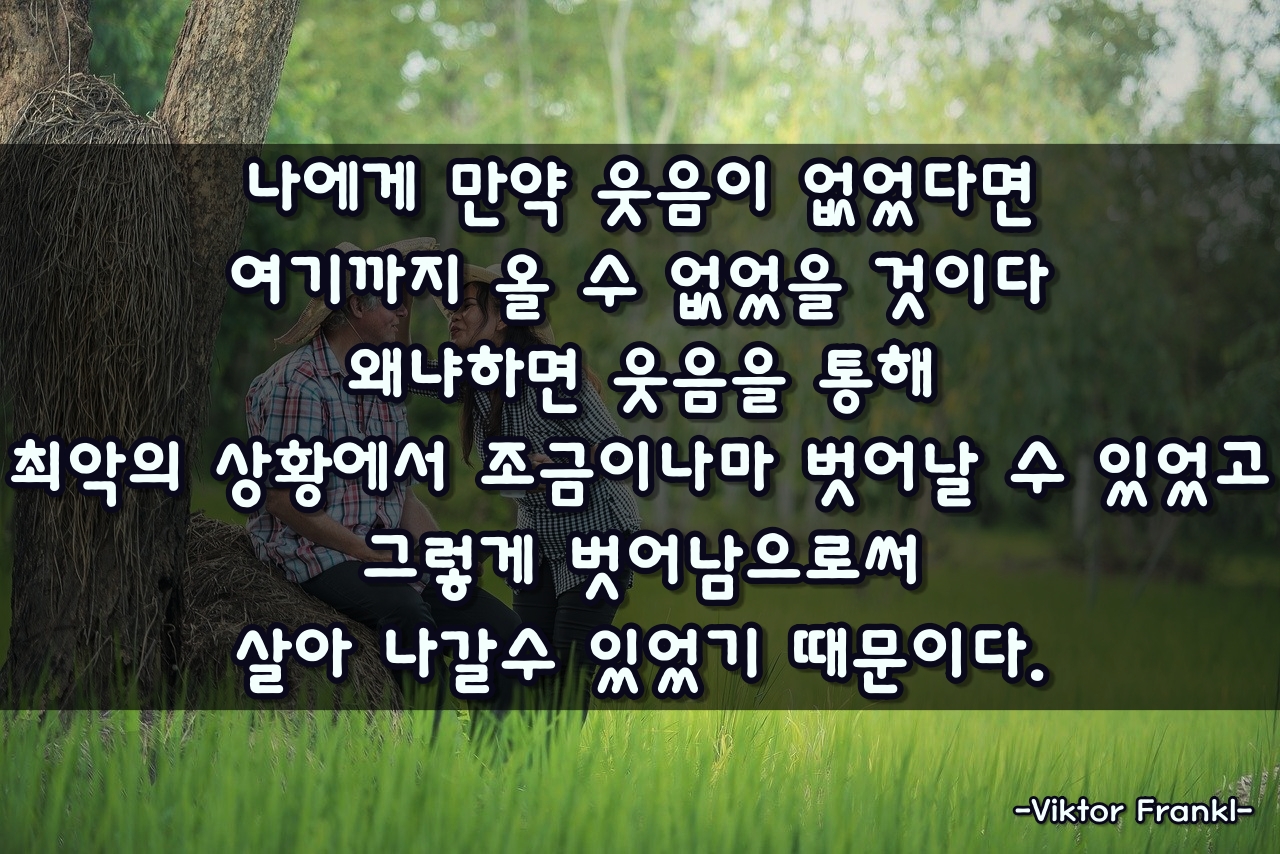 나에게 만약 웃음이 없었다면
여기까지 올 수 없었을 것이다
왜냐하면 웃음을 통해
최악의 상황에서 조금이나마 벗어날 수 있었고
그렇게 벗어남으로써
살아 나갈수 있었기 때문이다.
-Viktor Frankl-